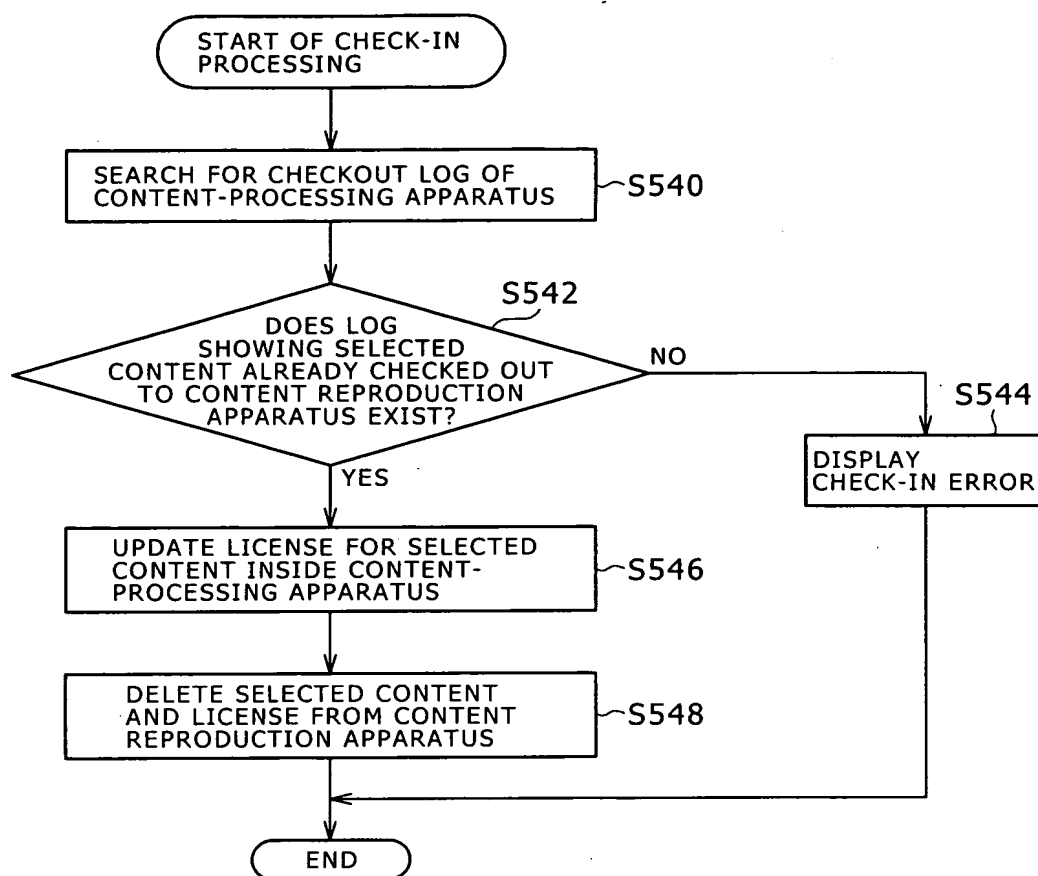 START OF CHECK-IN
PROCESSING
SEARCH FOR CHECKOUT LOG OF
CONTENT-PROCESSING APPARATUS
S540
S542
DOES LOG
SHOWING SELECTED
CONTENT ALREADY CHECKED OUT
TO CONTENT REPRODUCTION
APPARATUS EXIST?
NO
S544
DISPLAY
CHECK-IN ERROR
YES
UPDATE LICENSE FOR SELECTED
CONTENT INSIDE CONTENT-
PROCESSING APPARATUS
S546
DELETE SELECTED CONTENT
AND LICENSE FROM CONTENT
REPRODUCTION APPARATUS
S548
END